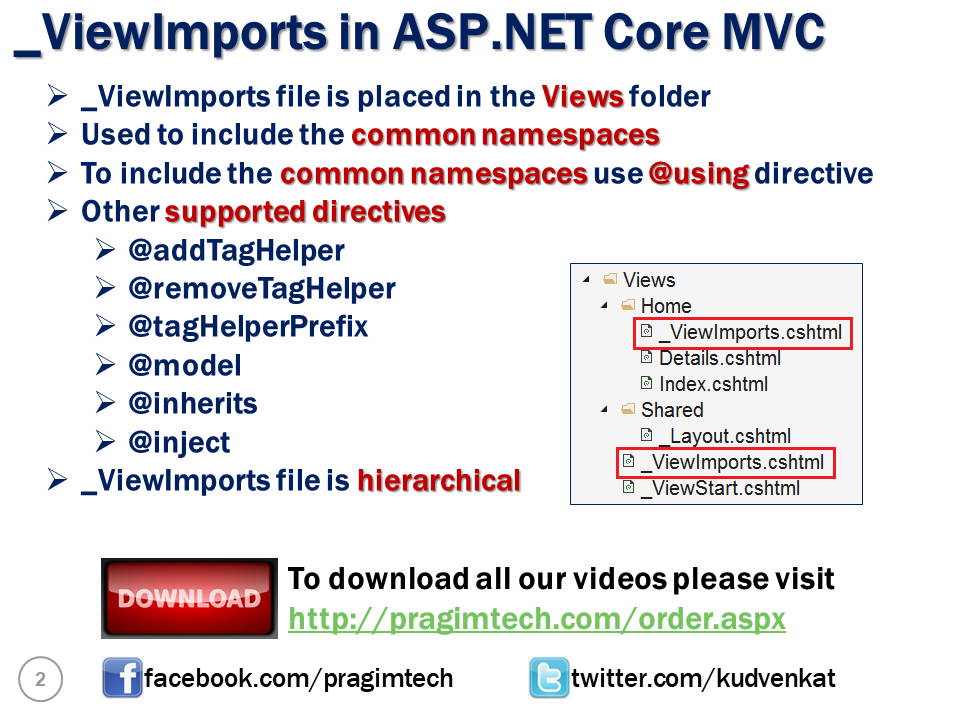 _ViewImports in ASP.NET Core MVC
_ViewImports file is placed in the Views folder
Used to include the common namespaces
To include the common namespaces use @using directive
Other supported directives
@addTagHelper
@removeTagHelper
@tagHelperPrefix
@model
@inherits
@inject
_ViewImports file is hierarchical
Views
Home
_ViewImports.cshtml
Details.cshtml
Index.cshtml
Shared
_Layout.cshtml
_ViewImports.cshtml
_ViewStart.cshtml
DOWNLOAD
To download all our videos please visit
http://pragimtech.com/order.aspx
2
facebook.com/pragimtech
twitter.com/kudvenkat